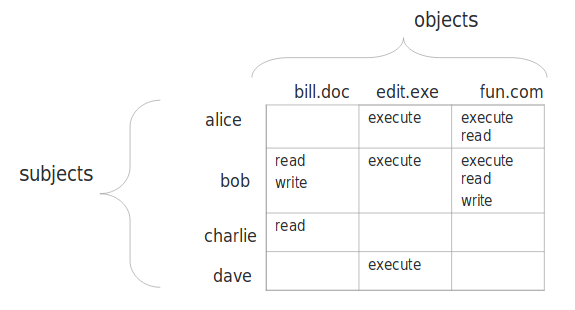 objects
bill.doc edit.exe fun.com
alice execute execute
read
subjects
bob read execute execute
write read
write
charlie read
dave execute